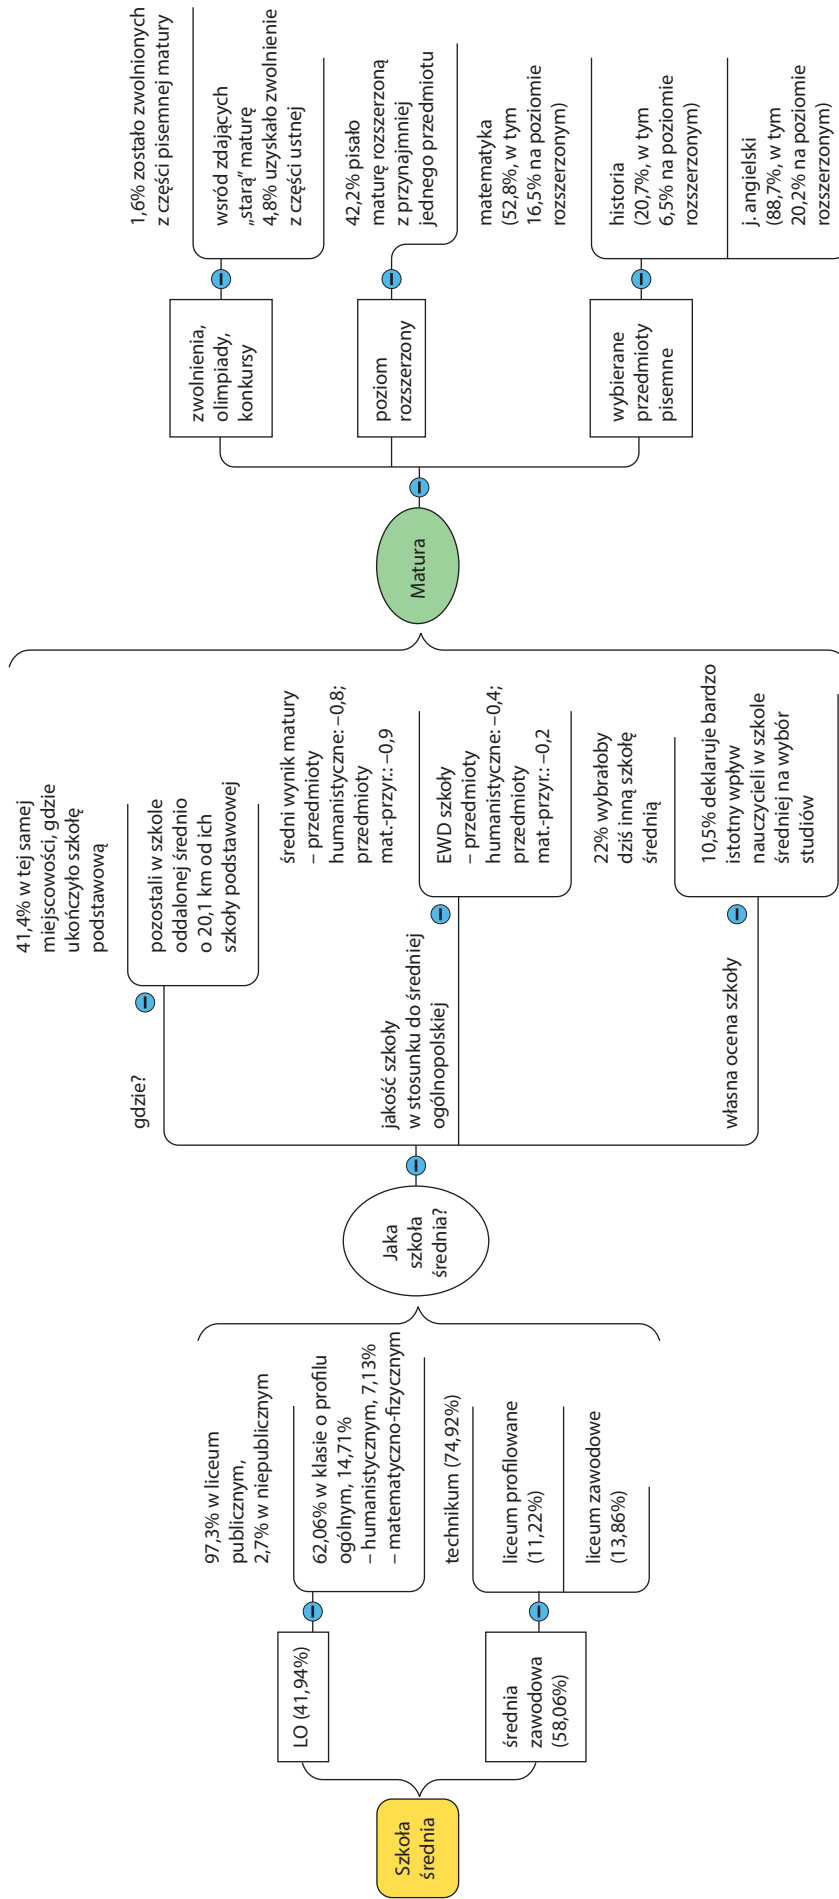 Szkoła
średnia
LO (41,94%)
97,3% w liceum
publicznym,
2,7% w niepublicznym
62,06% w klasie o profilu
ogólnym, 14,71%
– humanistycznym, 7,13%
– matematyczno-fizycznym
średnia
zawodowa
(58,06%)
technikum (74,92%)
liceum profilowane
(11,22%)
liceum zawodowe
(13,86%)
Jaka
szkoła
średnia?
gdzie?
41,4% w tej samej
miejscowości, gdzie
ukończyło szkołę
podstawową
pozostali w szkole
oddalonej średnio
o 20,1 km od ich
szkoły podstawowej
jakość szkoły
w stosunku do średniej
ogólnopolskiej
średni wynik matury
– przedmioty
humanistyczne: –0,8;
przedmioty
mat.-przyr.: –0,9
EWD szkoły
– przedmioty
humanistyczne: –0,4;
przedmioty
mat.-przyr.: –0,2
własna ocena szkoły
22% wybrałoby
dziś inną szkołę
średnią
10,5% deklaruje bardzo
istotny wpływ
nauczycieli w szkole
średniej na wybór
studiów
Matura
zwolnienia,
olimpiady,
konkursy
1,6% zostało zwolnionych
z części pisemnej matury
wsród zdających
„starą” maturę
4,8% uzyskało zwolnienie
z części ustnej
poziom
rozszerzony
42,2% pisało
maturę rozszerzoną
z przynajmniej
jednego przedmiotu
wybierane
przedmioty
pisemne
matematyka
(52,8%, w tym
16,5% na poziomie
rozszerzonym)
historia
(20,7%, w tym
6,5% na poziomie
rozszerzonym)
j. angielski
(88,7%, w tym
20,2% na poziomie
rozszerzonym)